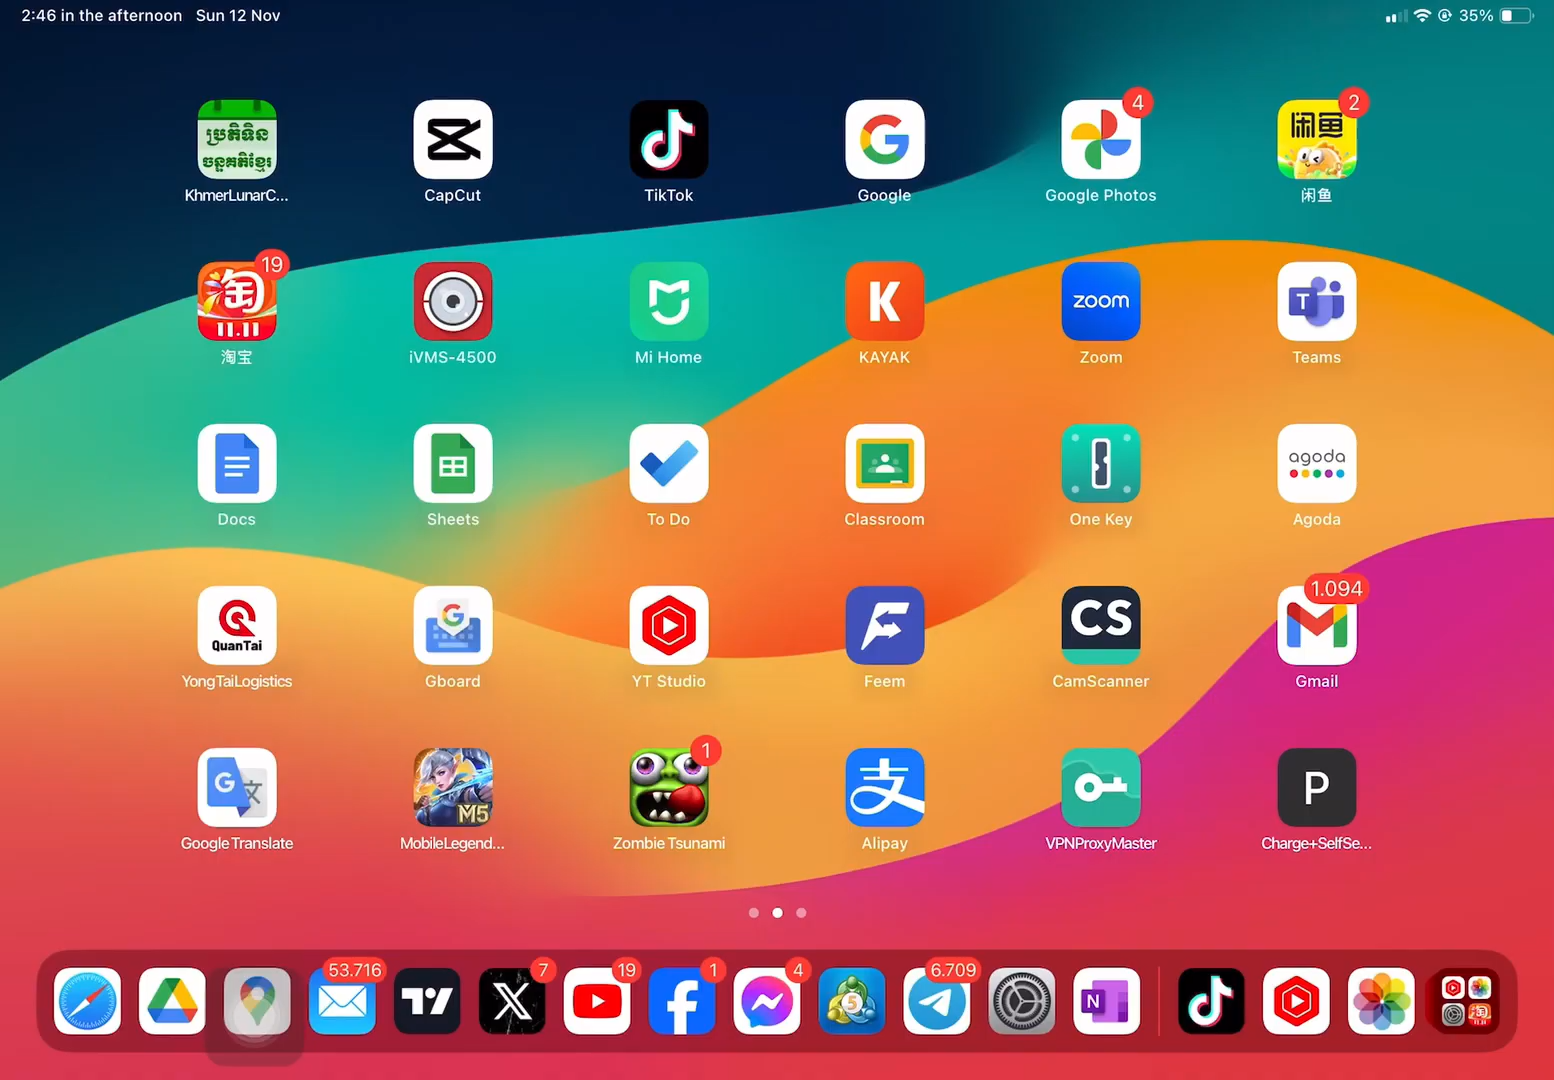 2:46 in the afternoon Sun 12 Nov
35%
ប្រតិទិន
ចន្ទគតិខ្មែរ
4
闲鱼
2
KhmerLunarC...
CapCut
TikTok
Google
Google Photos
闲鱼
淘
11.11
19
K
zoom
T
淘宝
iVMS-4500
Mi Home
KAYAK
Zoom
Teams
agoda
Docs
Sheets
To Do
Classroom
One Key
Agoda
QuanTai
G
CS
1.094
YongTaiLogistics
Gboard
YT Studio
Feem
CamScanner
Gmail
G
文
M5
1
支
P
Google Translate
MobileLegend...
Zombie Tsunami
Alipay
VPNProxyMaster
Charge+SelfSe...
53.716
7
19
1
4
5
6.709
N